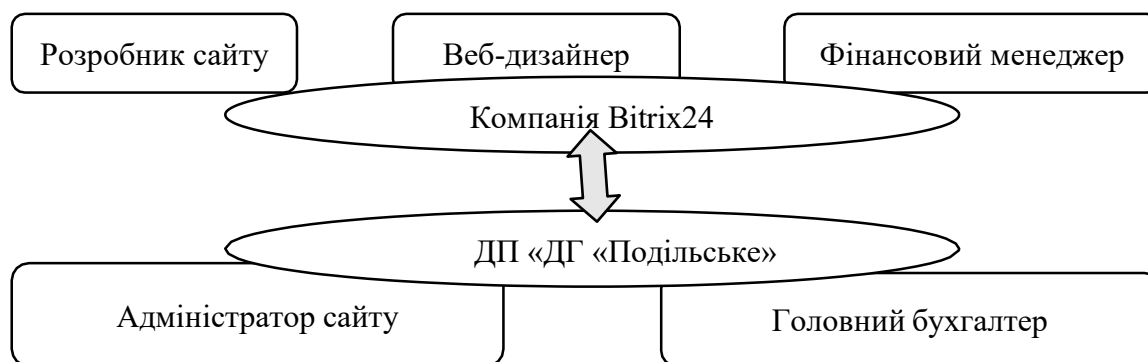 Розробник сайту
Веб-дизайнер
Фінансовий менеджер
Компанія Bitrix24
ДП «ДГ «Подільське»
Адміністратор сайту
Головний бухгалтер